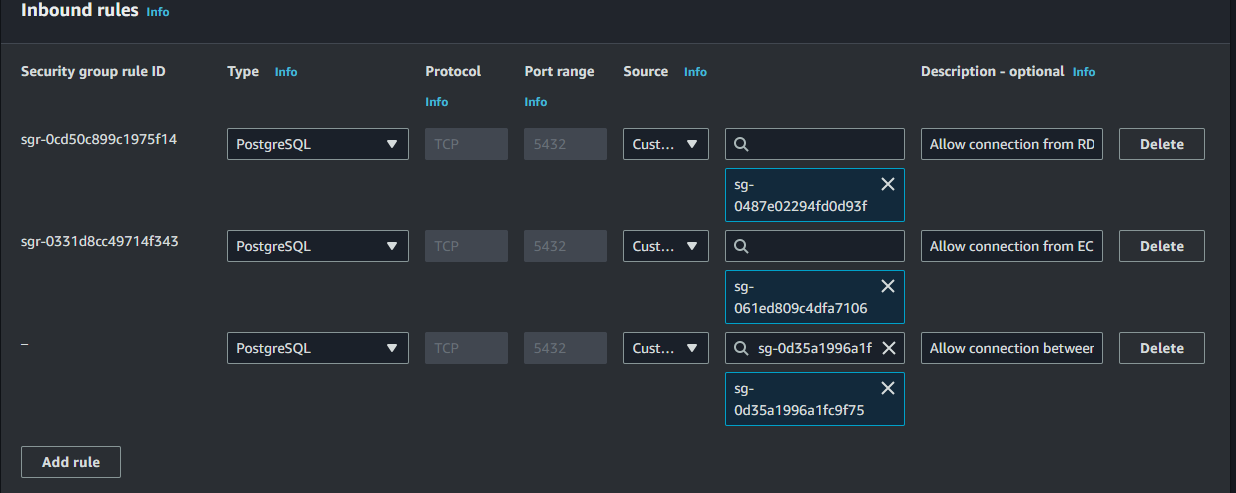 Inbound rules Info
Security group rule ID Type Info Protocol Info Port range Info Source Info Description - optional Info
sgr-0cd50c899c1975f14 PostgreSQL TCP 5432 Cust... Allow connection from RD Delete
sg-
0487e02294fd0d93f
sgr-0331d8cc49714f343 PostgreSQL TCP 5432 Cust... Allow connection from EC Delete
sg-
061ed809c4dfa7106
– PostgreSQL TCP 5432 Cust... sg-0d35a1996a1f Allow connection between Delete
sg-
0d35a1996a1fc9f75
Add rule